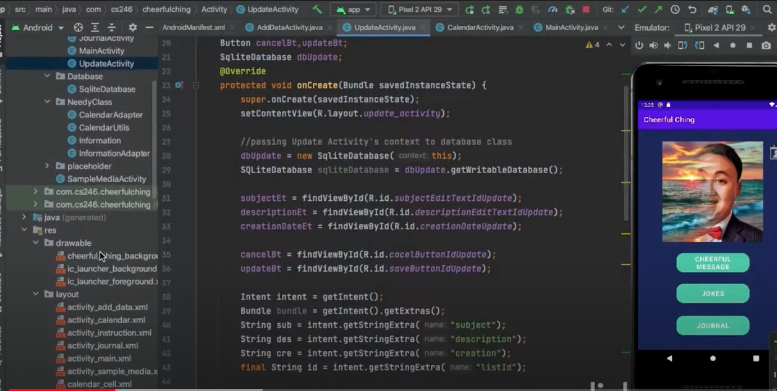 src main java com cs246 cheerfulching Activity UpdateActivity app Pixel 2 API 29 Git:
Android AndroidManifest.xml AddDataActivity.java UpdateActivity.java CalendarActivity.java MainActivity.java Emulator: Pixel 2 API 29
JournalActivity
MainActivity
UpdateActivity
Database
SqliteDatabase
NeedyClass
CalendarAdapter
CalendarUtils
Information
InformationAdapter
placeholder
SampleMediaActivity
com.cs246.cheerfulching
com.cs246.cheerfulching
java (generated)
res
drawable
cheerful_ching_backgrou
ic_launcher_background
ic_launcher_foreground.
layout
activity_add_data.xml
activity_calendar.xml
activity_instruction.xml
activity_journal.xml
activity_main.xml
activity_sample_media.x
calendar_cell.xml
4
20 Button cancelBt,updateBt;
21 SqliteDatabase dbUpdate;
22 @Override
23 protected void onCreate(Bundle savedInstanceState) {
24 super.onCreate(savedInstanceState);
25 setContentView(R.layout.update_activity);
26
27 //passing Update Activity's context to database class
28 dbUpdate = new SqliteDatabase( context: this);
29 SQLiteDatabase sqliteDatabase = dbUpdate.getWritableDatabase();
30
31 subjectEt = findViewById(R.id.subjectEditTextIdUpdate);
32 descriptionEt = findViewById(R.id.descriptionEditTextIdUpdate);
33 creationDateEt = findViewById(R.id.creationDateUpdate);
34
35 cancelBt = findViewById(R.id.cacelButtonIdUpdate);
36 updateBt = findViewById(R.id.saveButtonIdUpdate);
37
38 Intent intent = getIntent();
39 Bundle bundle = getIntent().getExtras();
40 String sub = intent.getStringExtra( name: "subject");
41 String des = intent.getStringExtra( name: "description");
42 String cre = intent.getStringExtra( name: "creation");
43 final String id = intent.getStringExtra( name: "listId");
44
Cheerful Ching
CHEERFUL
MESSAGE
JOKES
JOURNAL